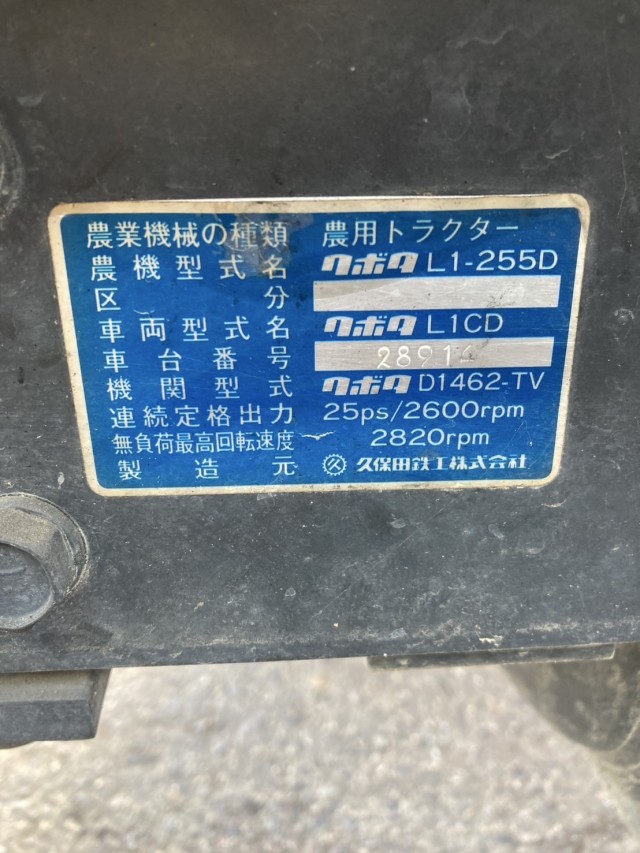 農業機械の種類 農用トラクター
農機型式名 クボタ L1-255D
区分
車両型式名 クボタ L1CD
車台番号 28914
機関型式 クボタ D1462-TV
連続定格出力 25ps/2600rpm
無負荷最高回転速度 2820rpm
製造元 久保田鉄工株式会社